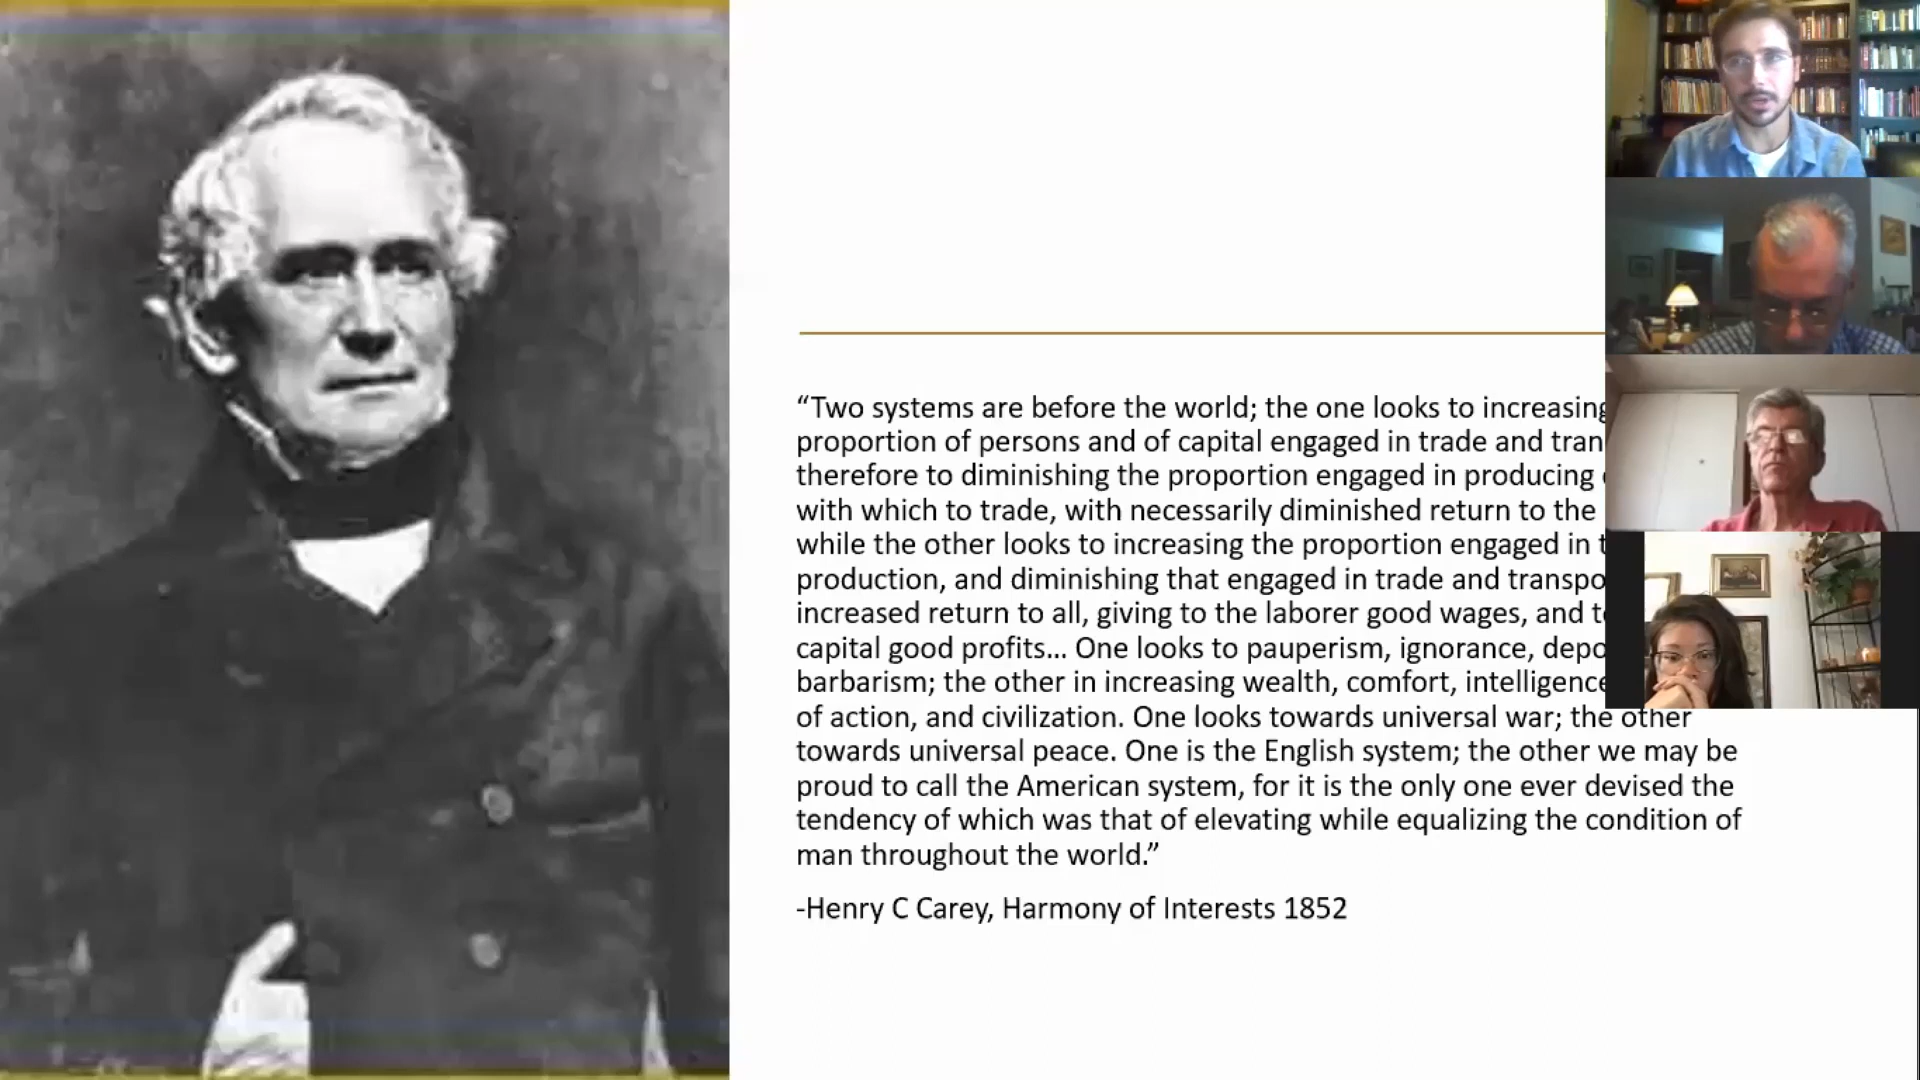 “Two systems are before the world; the one looks to increasing
proportion of persons and of capital engaged in trade and
therefore to diminishing the proportion engaged in producing
with which to trade, with necessarily diminished return to the
while the other looks to increasing the proportion engaged in
production, and diminishing that engaged in trade and
increased return to all, giving to the laborer good wages, and
capital good profits... One looks to pauperism, ignorance,
barbarism; the other in increasing wealth, comfort, intelligence
of action, and civilization. One looks towards universal war; the other
towards universal peace. One is the English system; the other we may be
proud to call the American system, for it is the only one ever devised the
tendency of which was that of elevating while equalizing the condition of
man throughout the world.”
-Henry C Carey, Harmony of Interests 1852